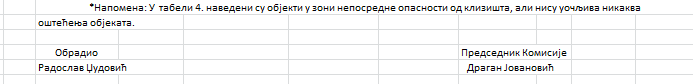 *Напомена: У табели 4. наведени су објекти у зони непосредне опасности од клизишта, али нису уочљива никаква
оштећења објеката.
Обрадио Председник Комисије
Радослав Џудовић Драган Јовановић